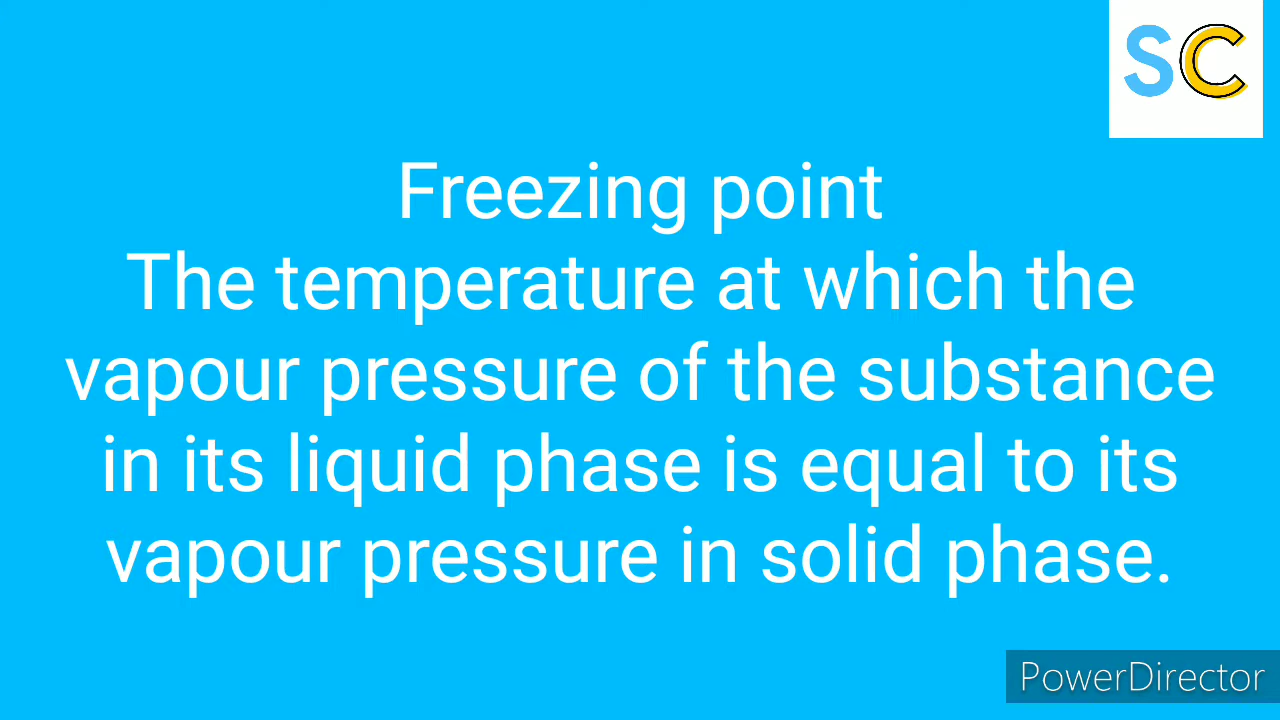 SC
Freezing point
The temperature at which the
vapour pressure of the substance
in its liquid phase is equal to its
vapour pressure in solid phase.
PowerDirector